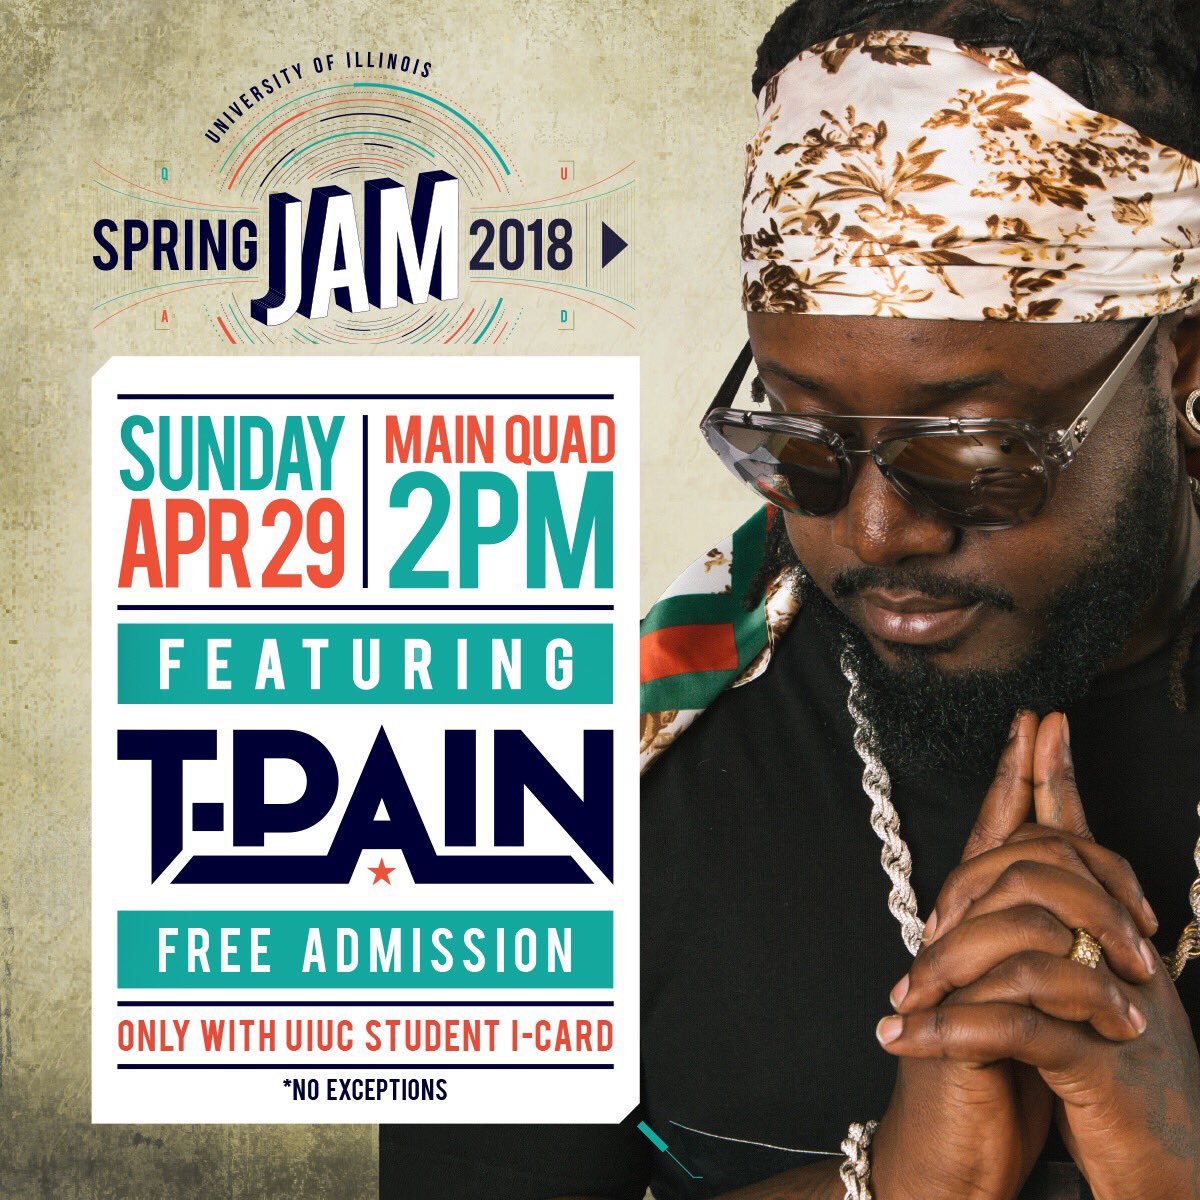 UNIVERSITY OF ILLINOIS
Q U
SPRING JAM 2018
A D
SUNDAY
APR 29
MAIN QUAD
2PM
FEATURING
T-PAIN
FREE ADMISSION
ONLY WITH UIUC STUDENT I-CARD
*NO EXCEPTIONS